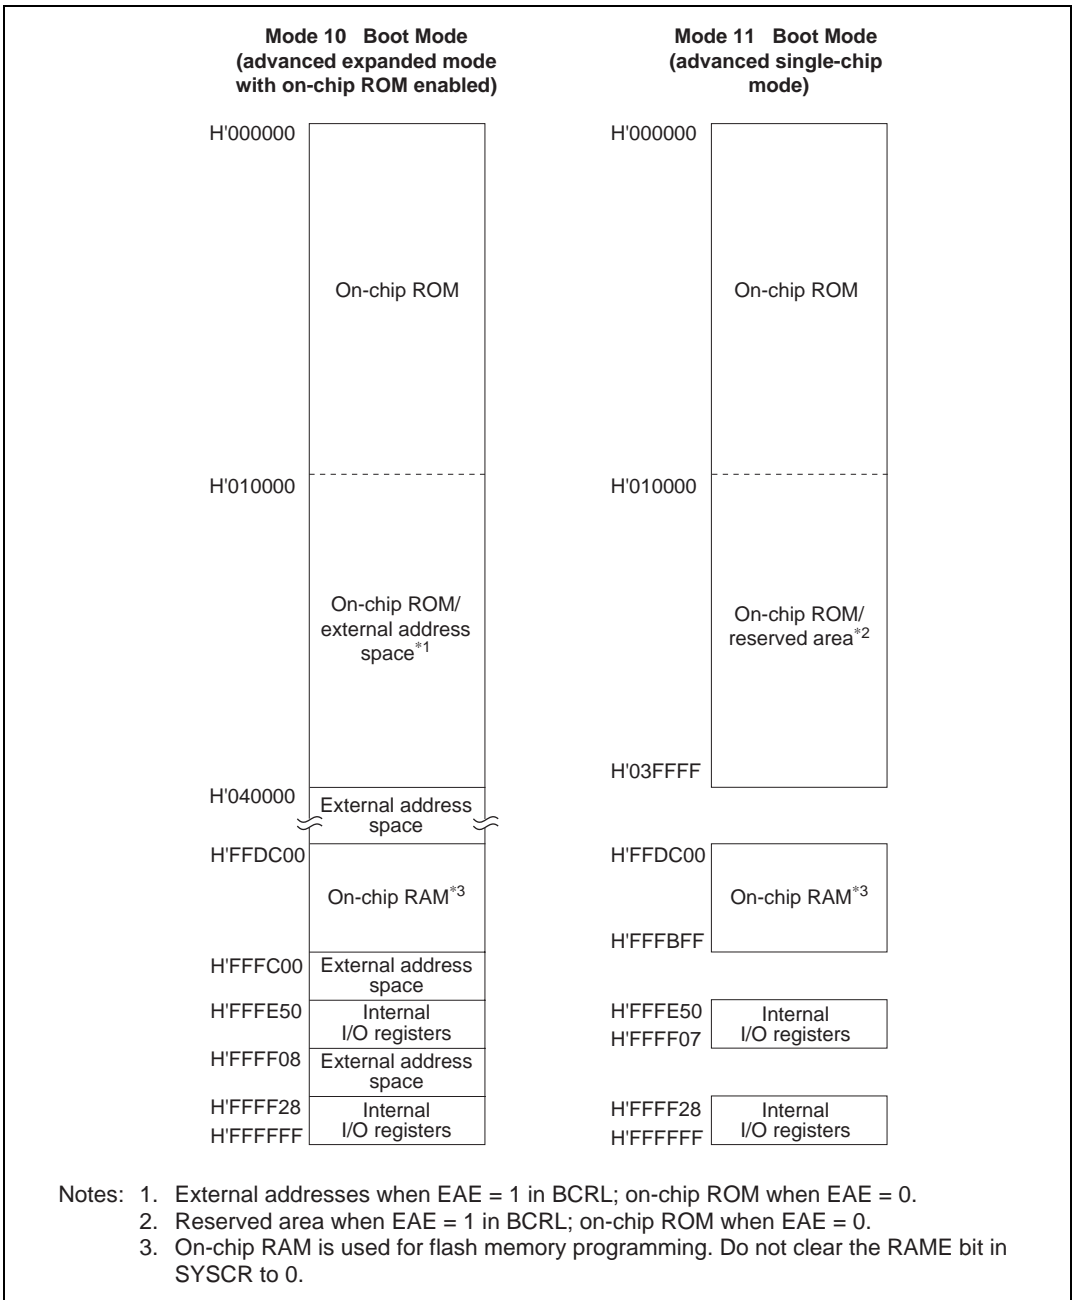 Mode 10 Boot Mode
(advanced expanded mode
with on-chip ROM enabled)
H'000000
On-chip ROM
H'010000
On-chip ROM/
external address
space*1
H'040000
External address
space
H'FFDC00
On-chip RAM*3
H'FFFC00
External address
space
H'FFFE50
Internal
I/O registers
H'FFFF08
External address
space
H'FFFF28
Internal
I/O registers
H'FFFFFF
Mode 11 Boot Mode
(advanced single-chip
mode)
H'000000
On-chip ROM
H'010000
On-chip ROM/
reserved area*2
H'03FFFF
H'FFDC00
On-chip RAM*3
H'FFFBFF
H'FFFE50
Internal
I/O registers
H'FFFF07
H'FFFF28
Internal
I/O registers
H'FFFFFF
Notes: 1. External addresses when EAE = 1 in BCRL; on-chip ROM when EAE = 0.
2. Reserved area when EAE = 1 in BCRL; on-chip ROM when EAE = 0.
3. On-chip RAM is used for flash memory programming. Do not clear the RAME bit in
SYSCR to 0.